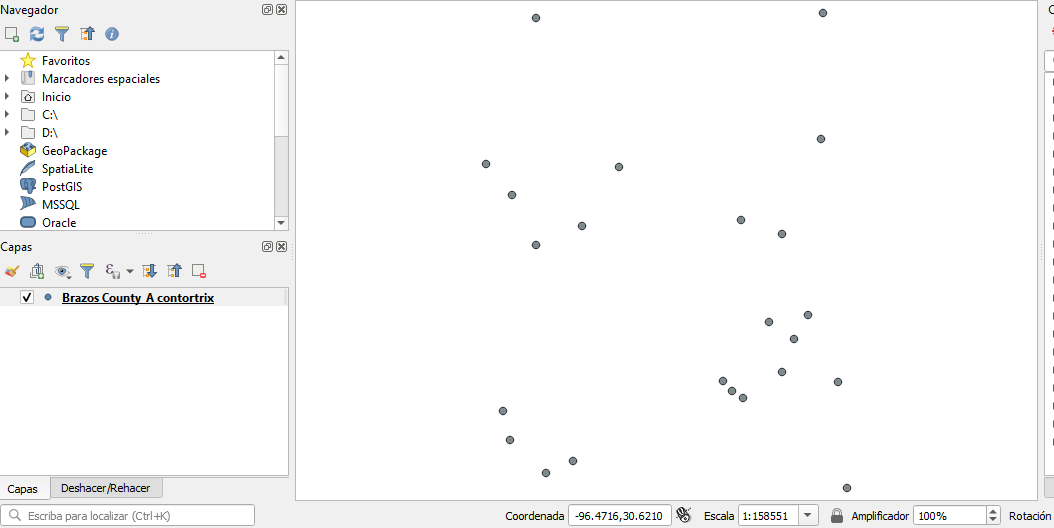 Navegador
Favoritos
Marcadores espaciales
Inicio
C:\
D:\
GeoPackage
SpatiaLite
PostGIS
MSSQL
Oracle
Capas
Brazos County_A contortrix
Capas
Deshacer/Rehacer
Escriba para localizar (Ctrl+K)
Coordenada -96.4716,30.6210 Escala 1:158551 Amplificador 100% Rotación